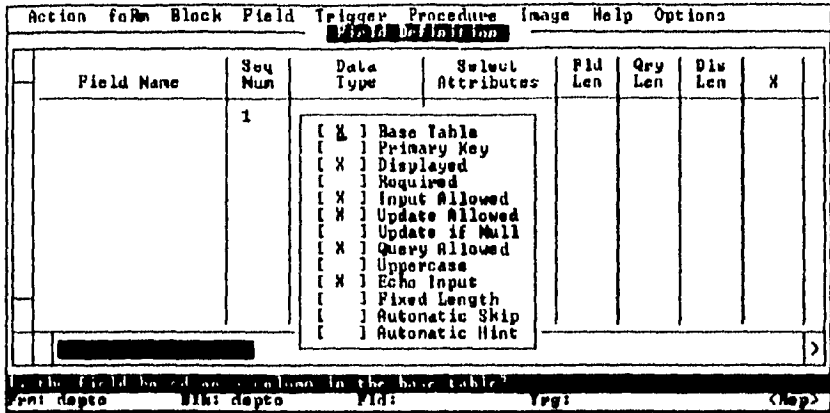 Action foRm Block Field Trigger Procedure Image Help Options
Field Definition
Field Name Seq Num Data Type Select Attributes Fld Len Qry Len Dis Len X
1
[ X ] Base Table
[ ] Primary Key
[ X ] Displayed
[ ] Required
[ X ] Input Allowed
[ X ] Update Allowed
[ ] Update if Null
[ X ] Query Allowed
[ ] Uppercase
[ X ] Echo Input
[ ] Fixed Length
[ ] Automatic Skip
[ ] Automatic Hint
>
Is the field based on a column in the base table?
Frm: depto Blk: depto Fld: Trg: <Rep>